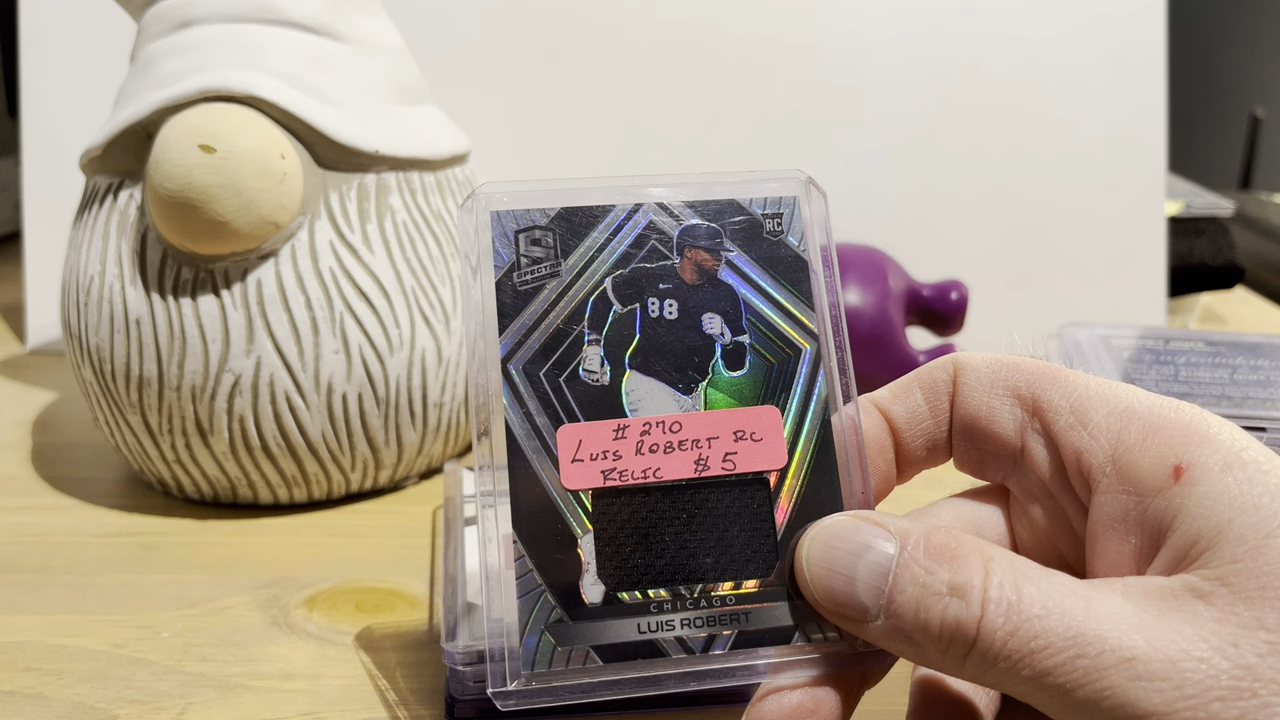 SPECTRA
RC
88
# 270
LUIS ROBERT RC
RELIC $5
CHICAGO
LUIS ROBERT